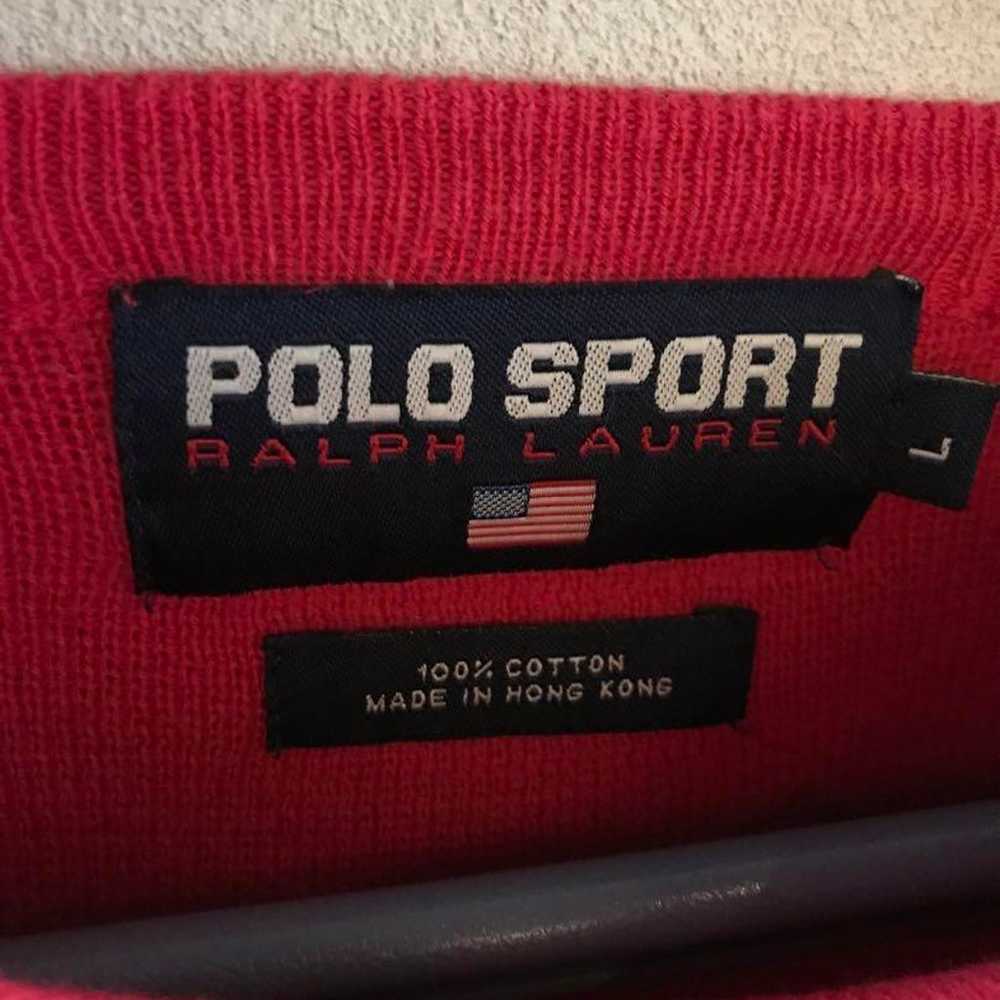 POLO SPORT
RALPH LAUREN
L
100% COTTON
MADE IN HONG KONG